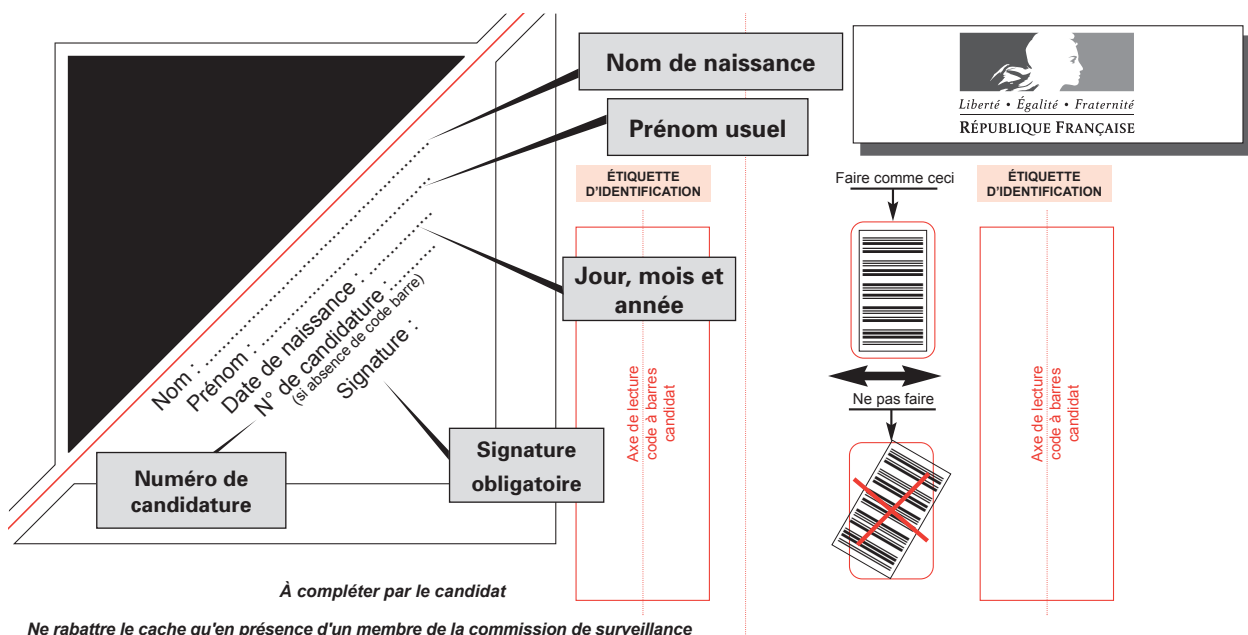 Nom de naissance
Prénom usuel
Jour, mois et
année
Nom : 
Prénom : 
Date de naissance : 
N° de candidature : 
(si absence de code barre)
Signature :
Numéro de
candidature
Signature
obligatoire
À compléter par le candidat
Ne rabattre le cache qu'en présence d'un membre de la commission de surveillance
ÉTIQUETTE
D'IDENTIFICATION
Axe de lecture
code à barres
candidat
Liberté • Égalité • Fraternité
RÉPUBLIQUE FRANÇAISE
Faire comme ceci
Ne pas faire
ÉTIQUETTE
D'IDENTIFICATION
Axe de lecture
code à barres
candidat